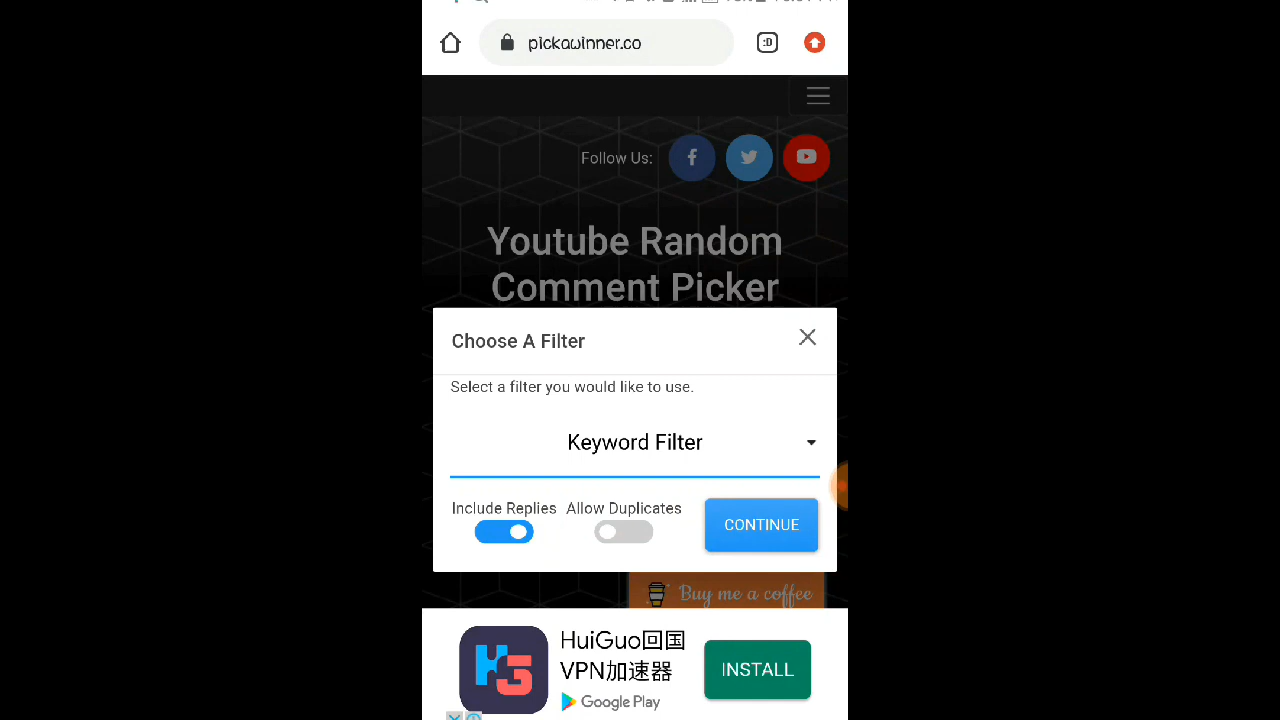 pickawinner.co
:D
Follow Us:
Youtube Random
Comment Picker
Choose A Filter
Select a filter you would like to use.
Keyword Filter
Include Replies Allow Duplicates
CONTINUE
Buy me a coffee
HuiGuo回国
VPN加速器
Google Play
INSTALL